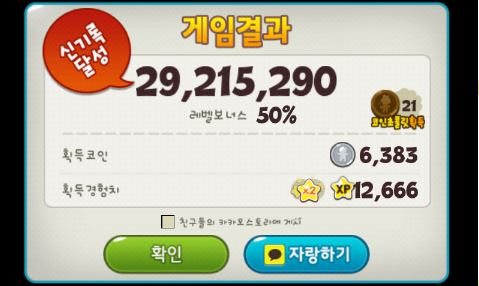 신기록
달성
게임결과
29,215,290
레벨보너스 50%
21
코인초콜릿획득
획득코인 6,383
획득경험치 x2 XP 12,666
친구들의 카카오스토리에 게시
확인
자랑하기